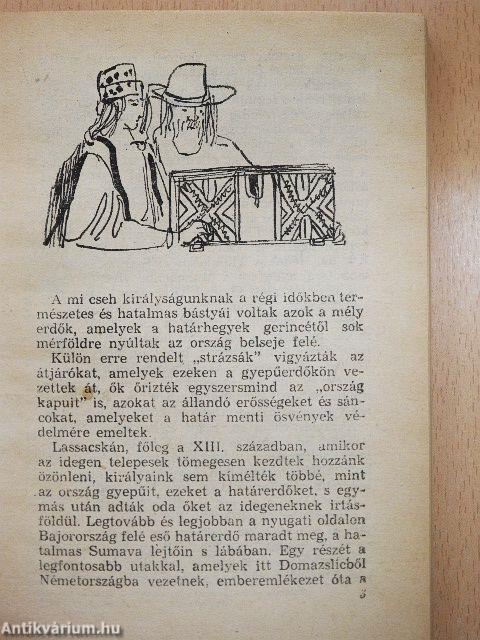 A mi cseh királyságunknak a régi időkben ter-
mészetes és hatalmas bástyái voltak azok a mély
erdők, amelyek a határhegyek gerincétől sok
mérföldre nyúltak az ország belseje felé.
Külön erre rendelt „strázsák” vigyázták az
átjárókat, amelyek ezeken a gyepűerdőkön ve-
zettek át, ők őrizték egyszersmind az „ország
kapuit” is, azokat az állandó erősségeket és sán-
cokat, amelyeket a határ menti ösvények vé-
delmére emeltek.
Lassacskán, főleg a XIII. században, amikor
az idegen telepesek tömegesen kezdtek hozzánk
özönleni, királyaink sem kímélték többé, mint
az ország gyepűit, ezeket a határerdőket, s egy-
más után adták oda őket az idegeneknek irtás-
földül. Legtovább és legjobban a nyugati oldalon
Bajorország felé eső határerdő maradt meg, a ha-
talmas Sumava lejtőin s lábában. Egy részét a
legfontosabb utakkal, amelyek itt Domazslicből
Németországba vezetnek, emberemlékezet óta a
5
Antikvárium.hu